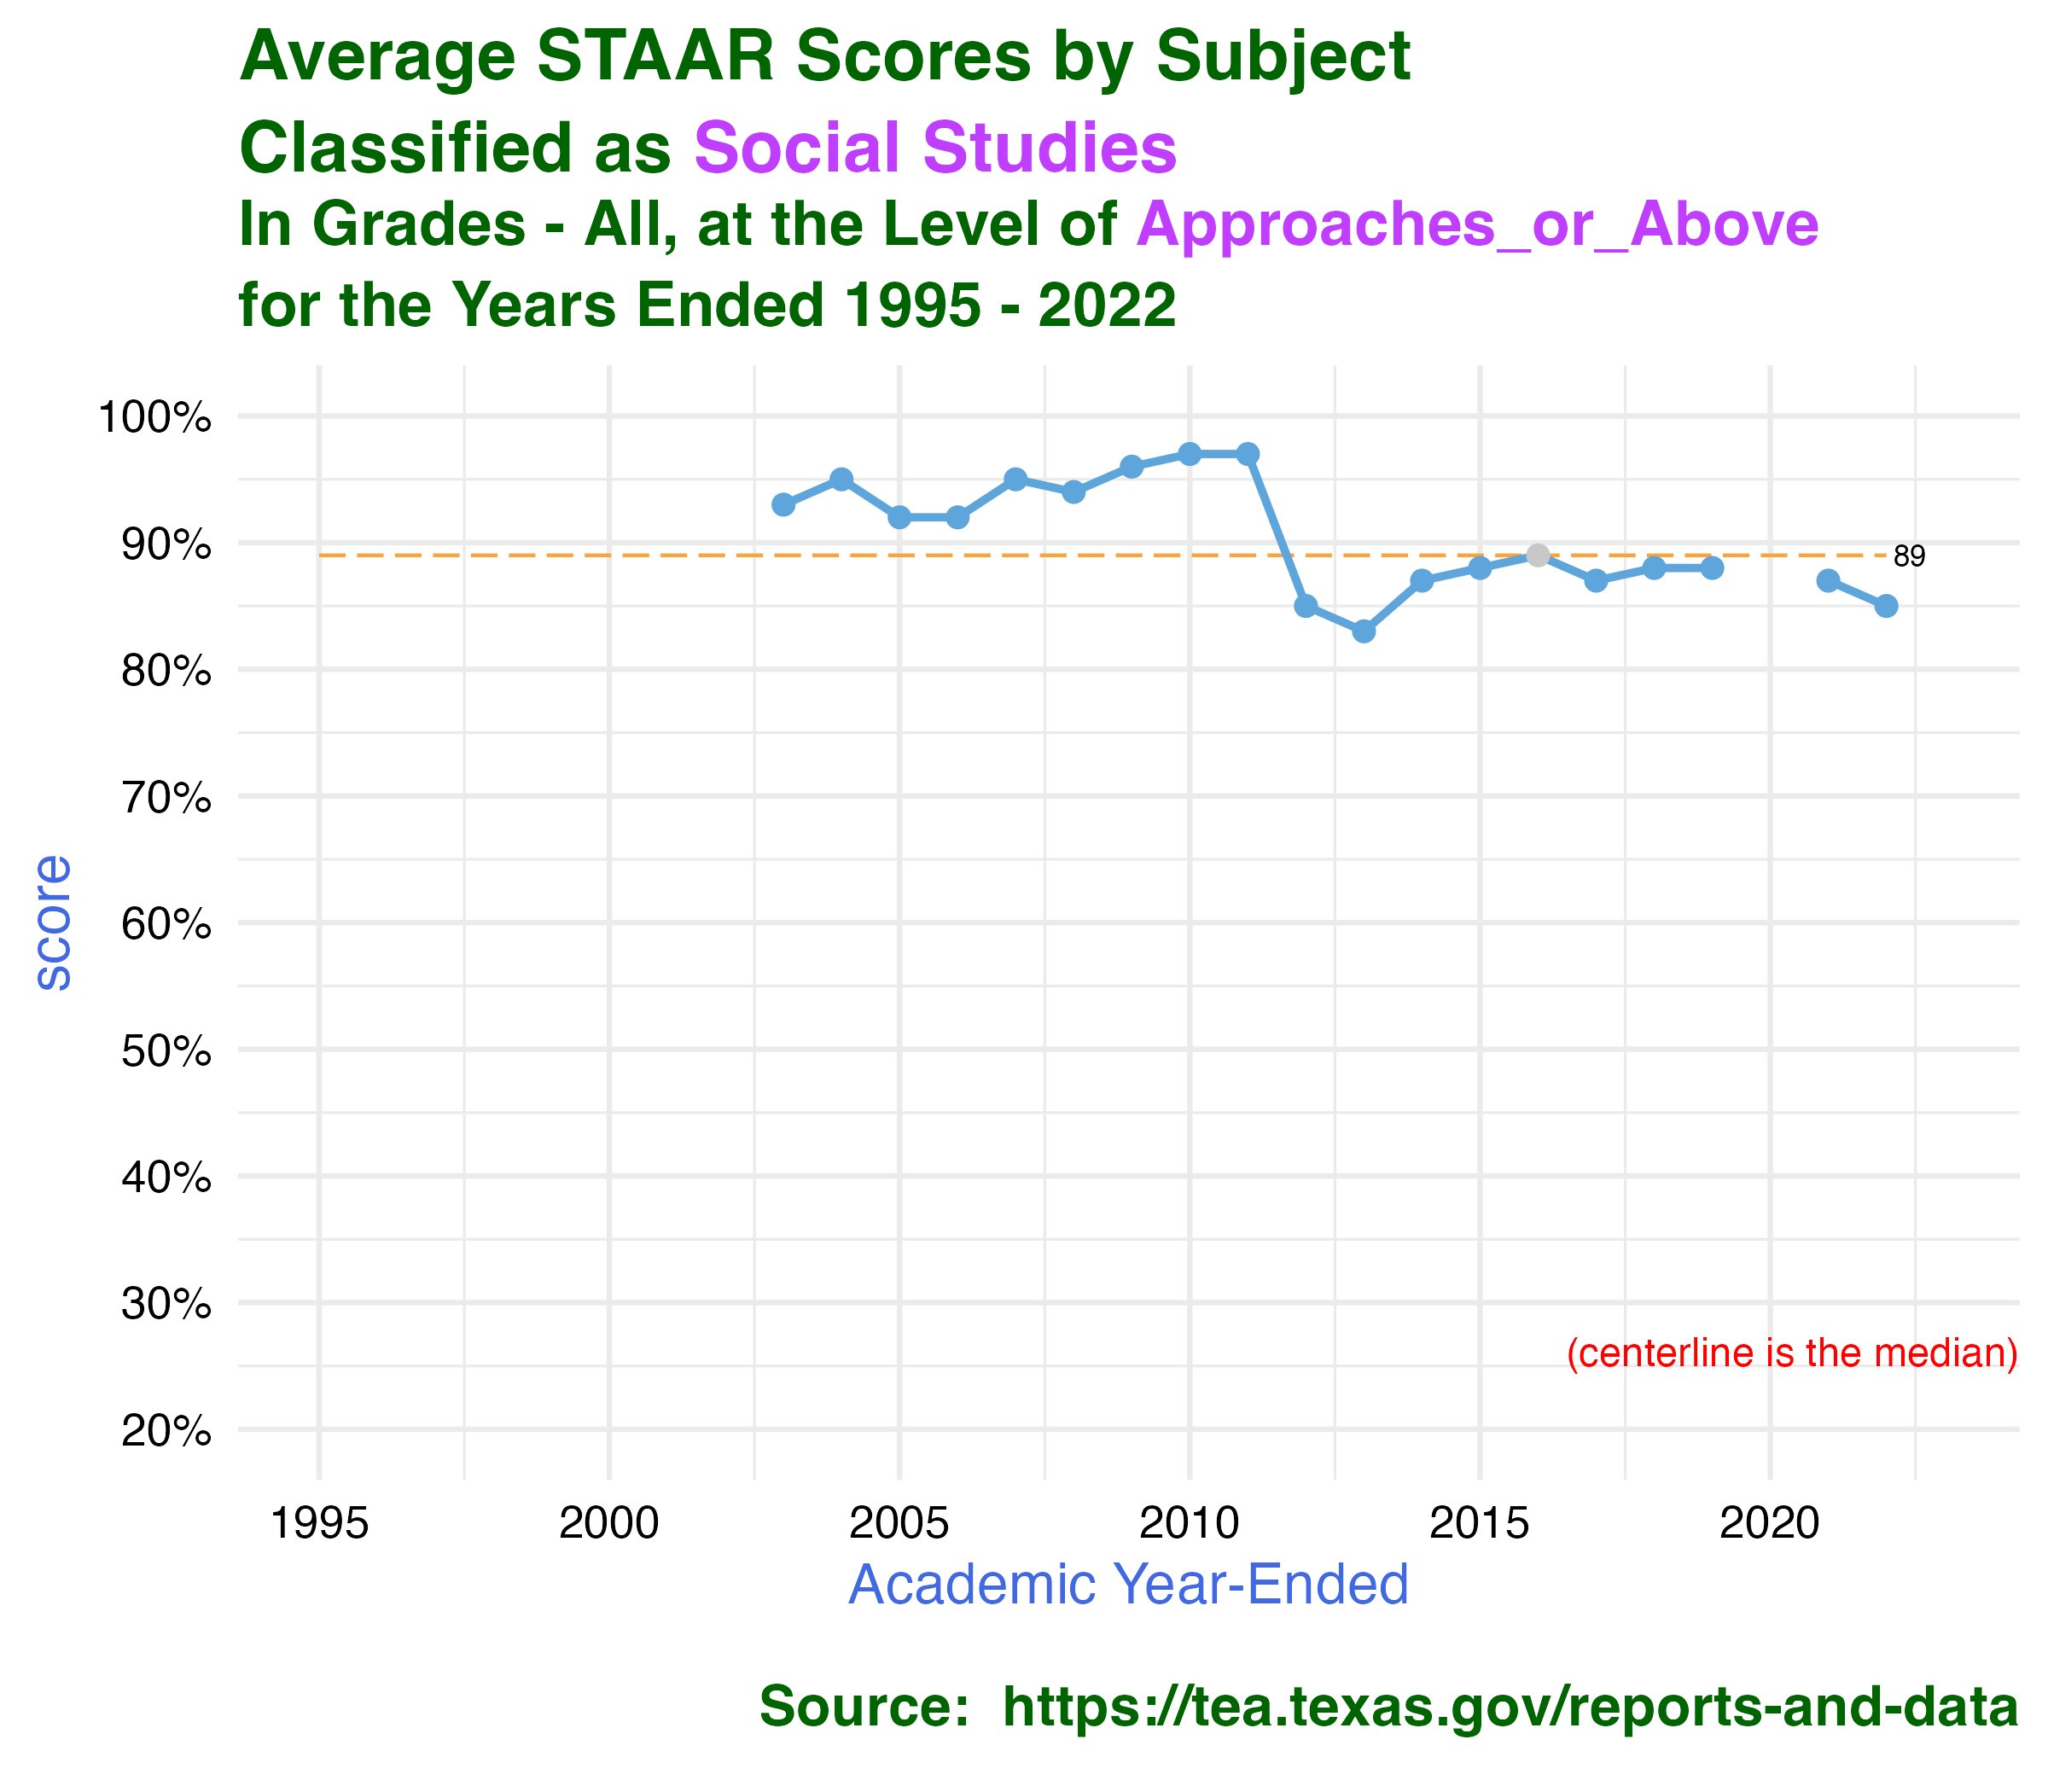 Average STAAR Scores by Subject
Classified as Social Studies
In Grades - All, at the Level of Approaches_or_Above
for the Years Ended 1995 - 2022
100%
90%
89
80%
70%
60%
50%
40%
30%
20%
score
(centerline is the median)
1995 2000 2005 2010 2015 2020
Academic Year-Ended
Source:  https://tea.texas.gov/reports-and-data